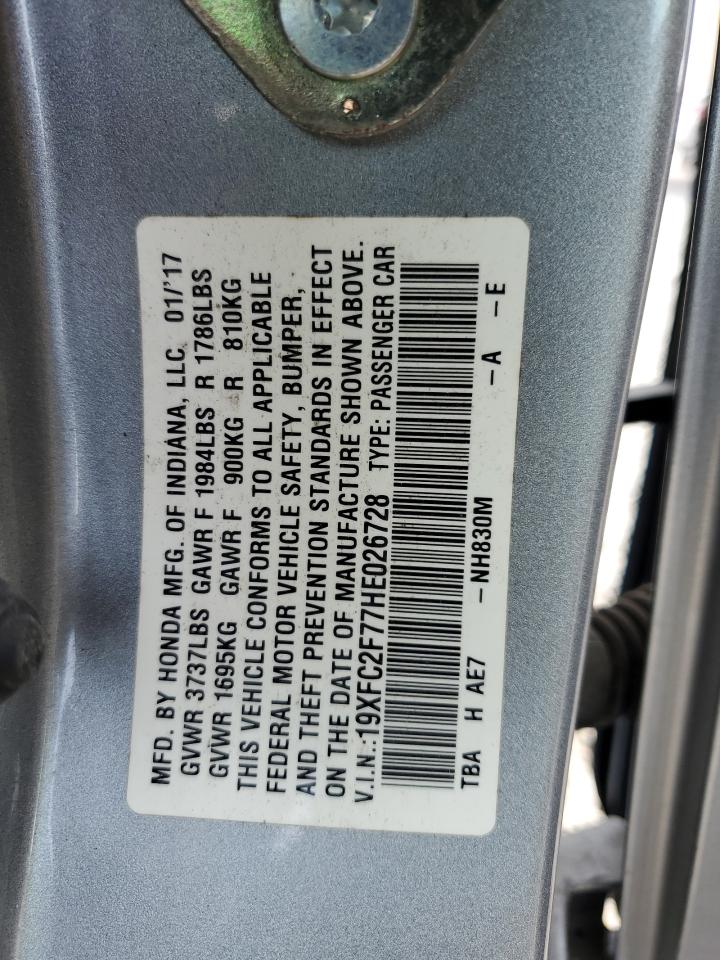 MFD. BY HONDA MFG. OF INDIANA, LLC 01/'17
GVWR 3737LBS GAWR F 1984LBS R 1786LBS
GVWR 1695KG GAWR F 900KG R 810KG
THIS VEHICLE CONFORMS TO ALL APPLICABLE
FEDERAL MOTOR VEHICLE SAFETY, BUMPER,
AND THEFT PREVENTION STANDARDS IN EFFECT
ON THE DATE OF MANUFACTURE SHOWN ABOVE.
V.I.N.:19XFC2F77HE026728 TYPE: PASSENGER CAR
TBA H AE7 -NH830M -A -E